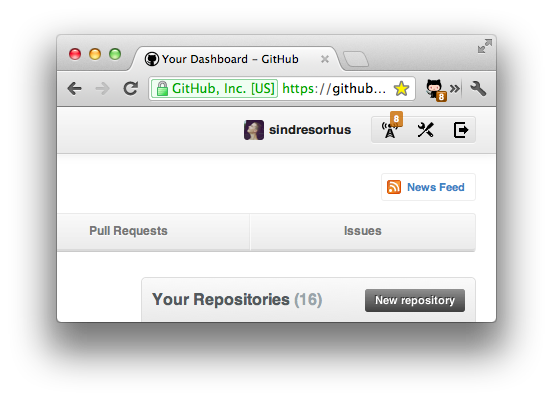 Your Dashboard - GitHub
GitHub, Inc. [US] https://github...
8
8
sindresorhus
News Feed
Pull Requests Issues
Your Repositories (16) New repository